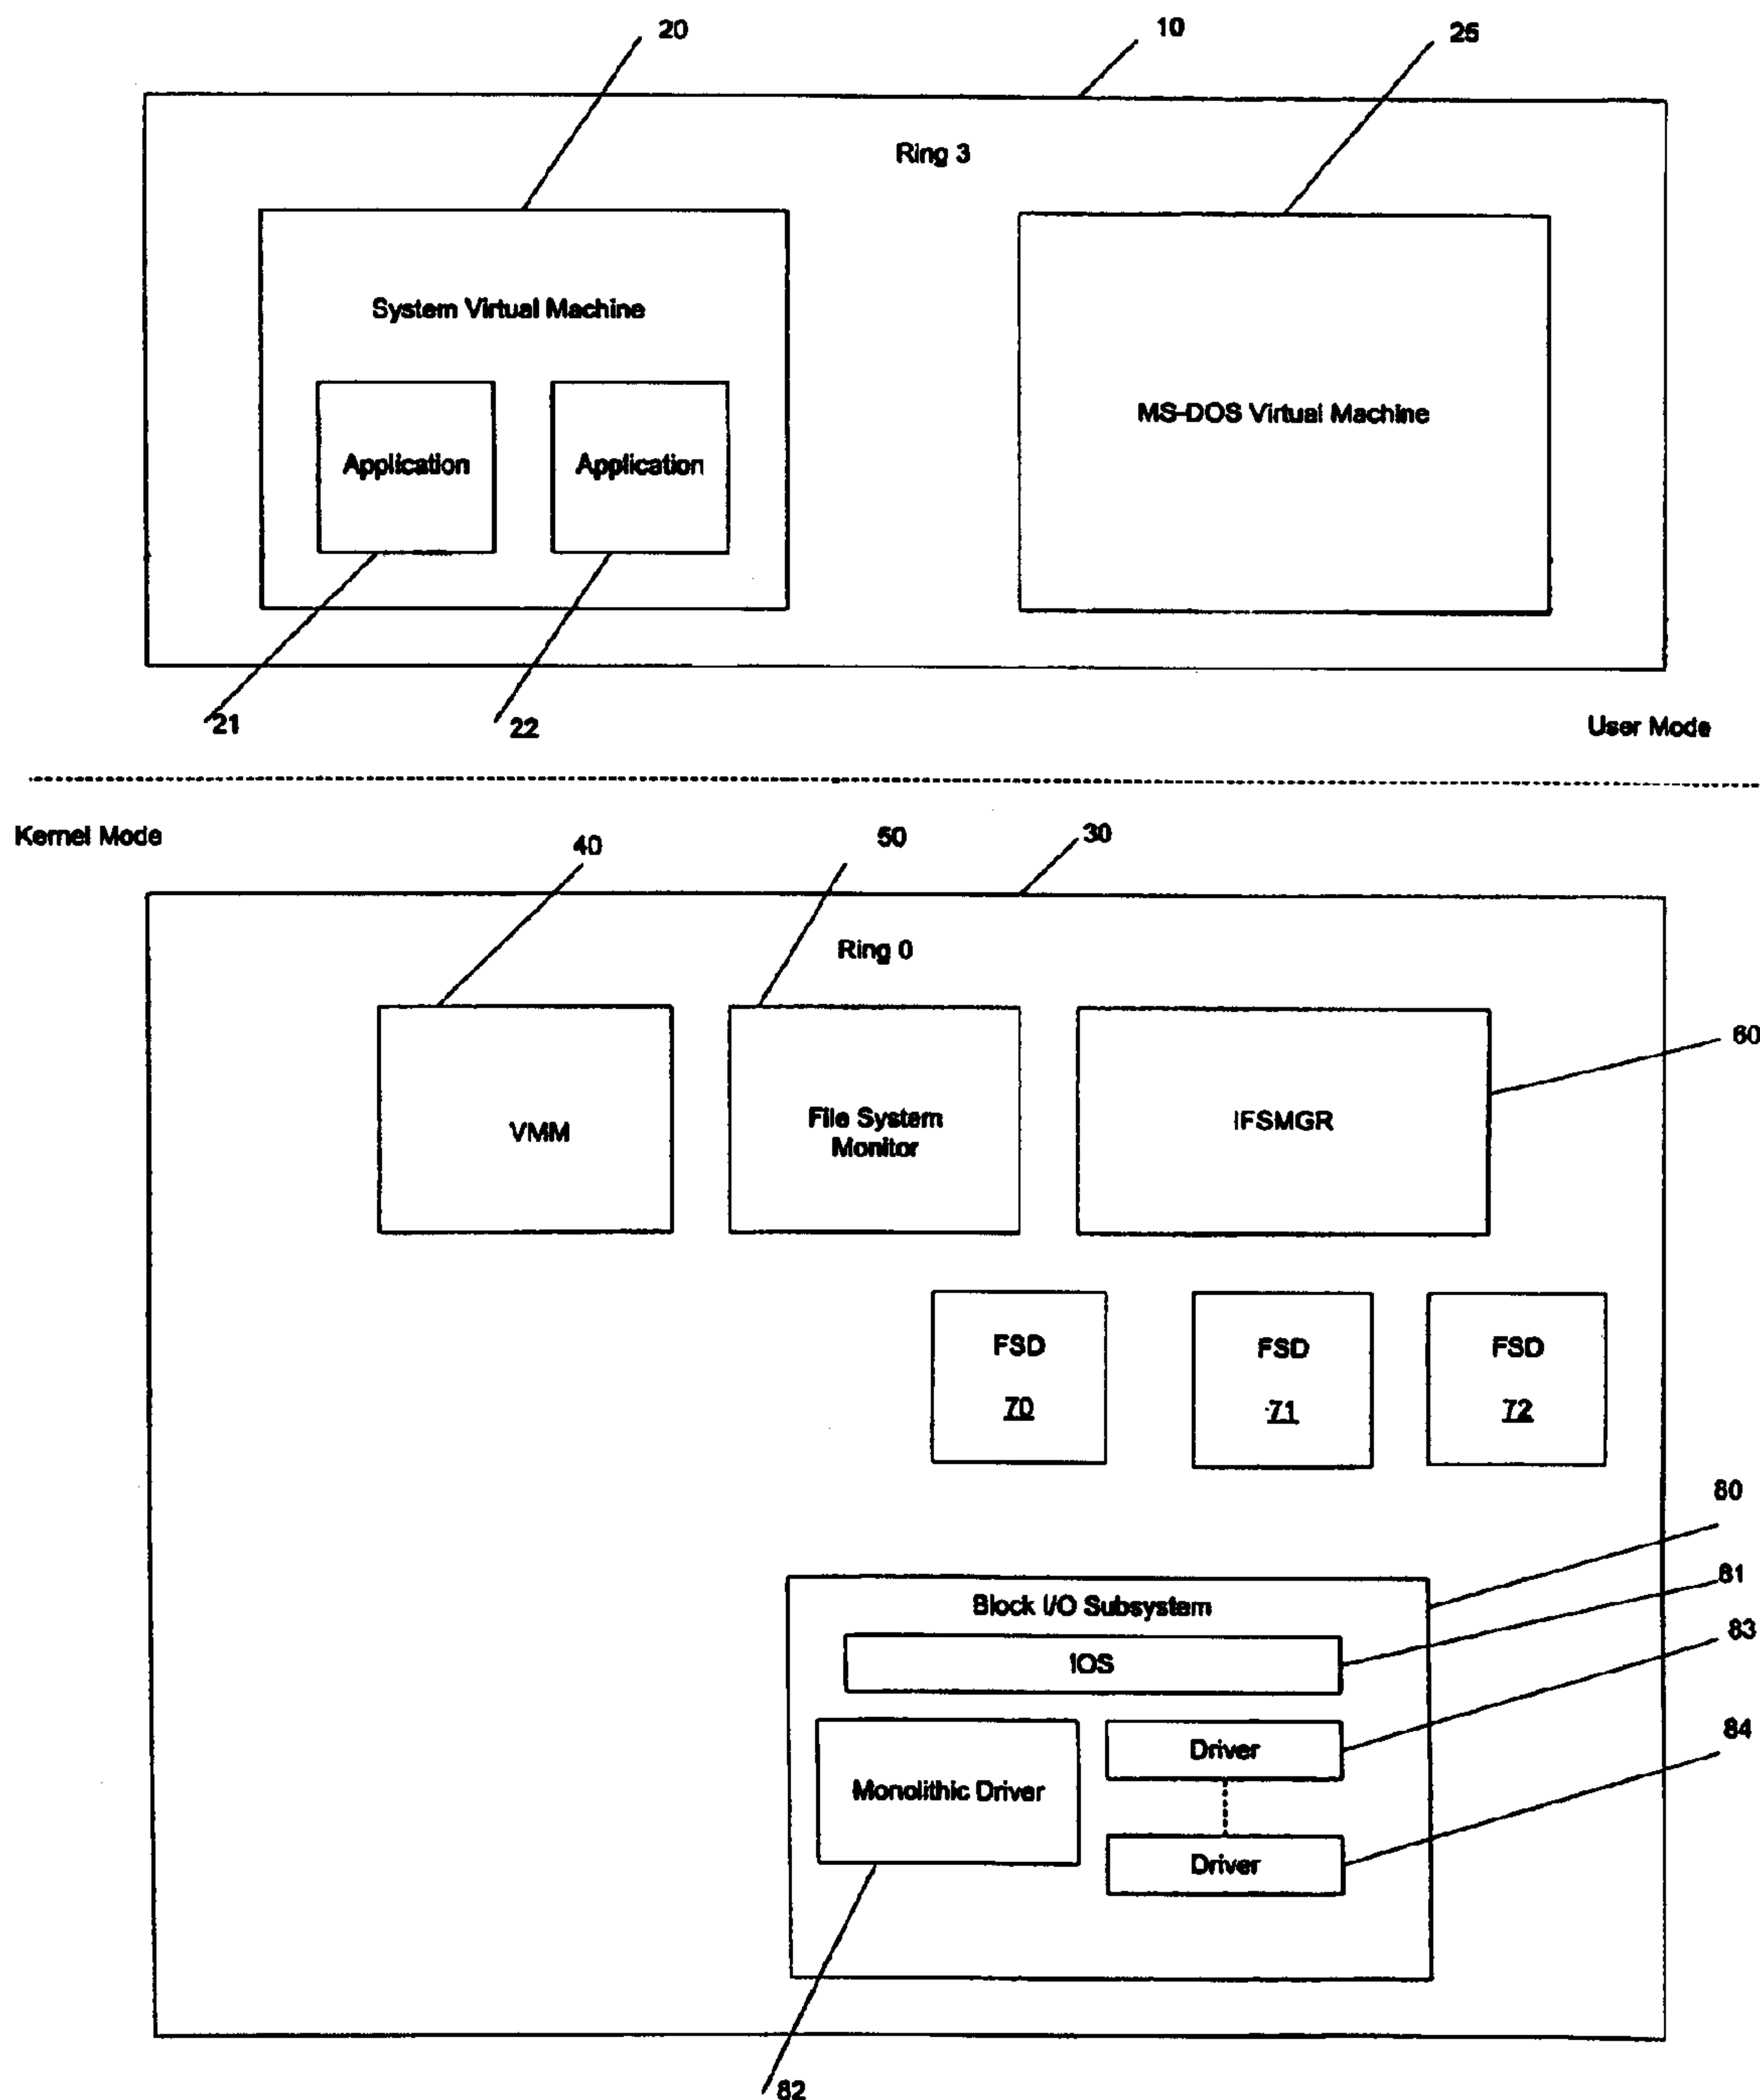 20
10
25
Ring 3
System Virtual Machine
MS-DOS Virtual Machine
Application
Application
21
22
User Mode
Kernel Mode
40
50
30
Ring 0
60
VMM
File System
Monitor
IFSMGR
FSD
70
FSD
71
FSD
72
80
Block I/O Subsystem
81
IOS
83
Driver
84
Monolithic Driver
Driver
82